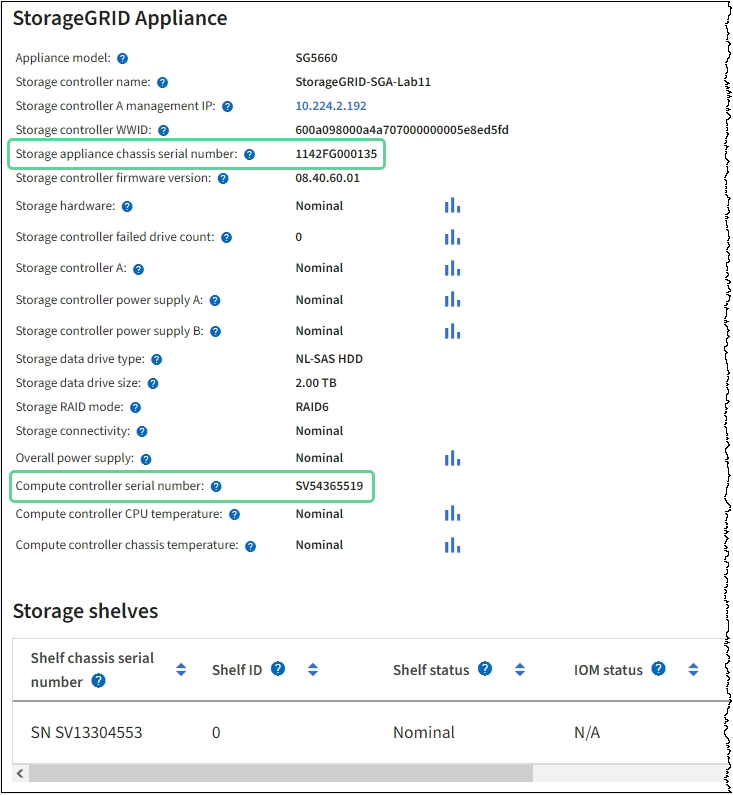 StorageGRID Appliance
Appliance model: ? SG5660
Storage controller name: ? StorageGRID-SGA-Lab11
Storage controller A management IP: ? 10.224.2.192
Storage controller WWID: ? 600a098000a4a707000000005e8ed5fd
Storage appliance chassis serial number: ? 1142FG000135
Storage controller firmware version: ? 08.40.60.01
Storage hardware: ? Nominal
Storage controller failed drive count: ? 0
Storage controller A: ? Nominal
Storage controller power supply A: ? Nominal
Storage controller power supply B: ? Nominal
Storage data drive type: ? NL-SAS HDD
Storage data drive size: ? 2.00 TB
Storage RAID mode: ? RAID6
Storage connectivity: ? Nominal
Overall power supply: ? Nominal
Compute controller serial number: ? SV54365519
Compute controller CPU temperature: ? Nominal
Compute controller chassis temperature: ? Nominal
Storage shelves
Shelf chassis serial number ? Shelf ID ? Shelf status ? IOM status ?
SN SV13304553 0 Nominal N/A